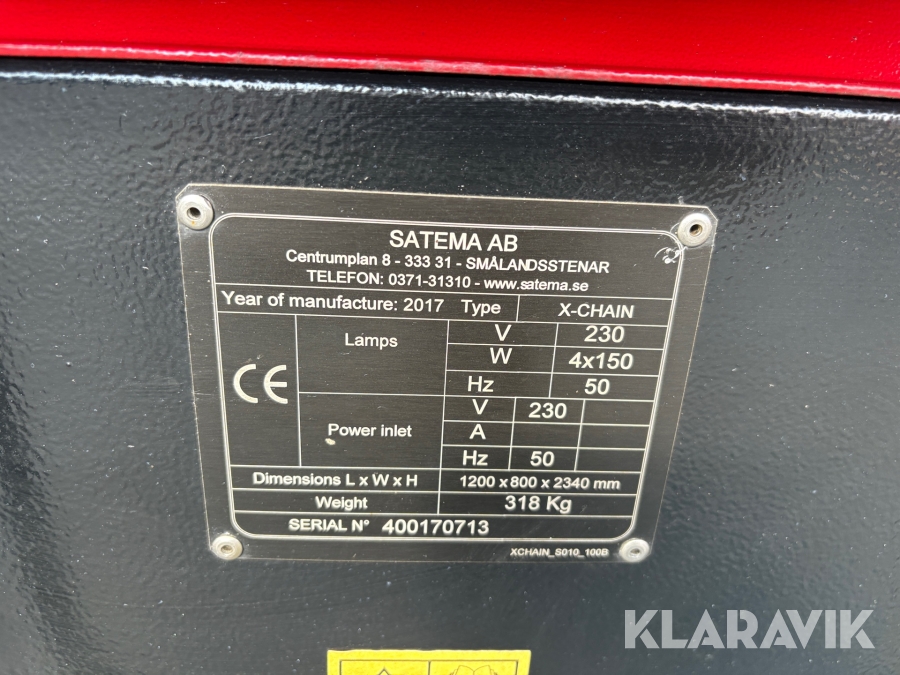 SATEMA AB
Centrumplan 8 - 333 31 - SMÅLANDSSTENAR
TELEFON: 0371-31310 - www.satema.se
Year of manufacture: 2017 Type X-CHAIN
CE
Lamps
V 230
W 4x150
Hz 50
Power inlet
V 230
A
Hz 50
Dimensions L x W x H 1200 x 800 x 2340 mm
Weight 318 Kg
SERIAL N° 400170713
XCHAIN_S010_100B
KLARAVIK